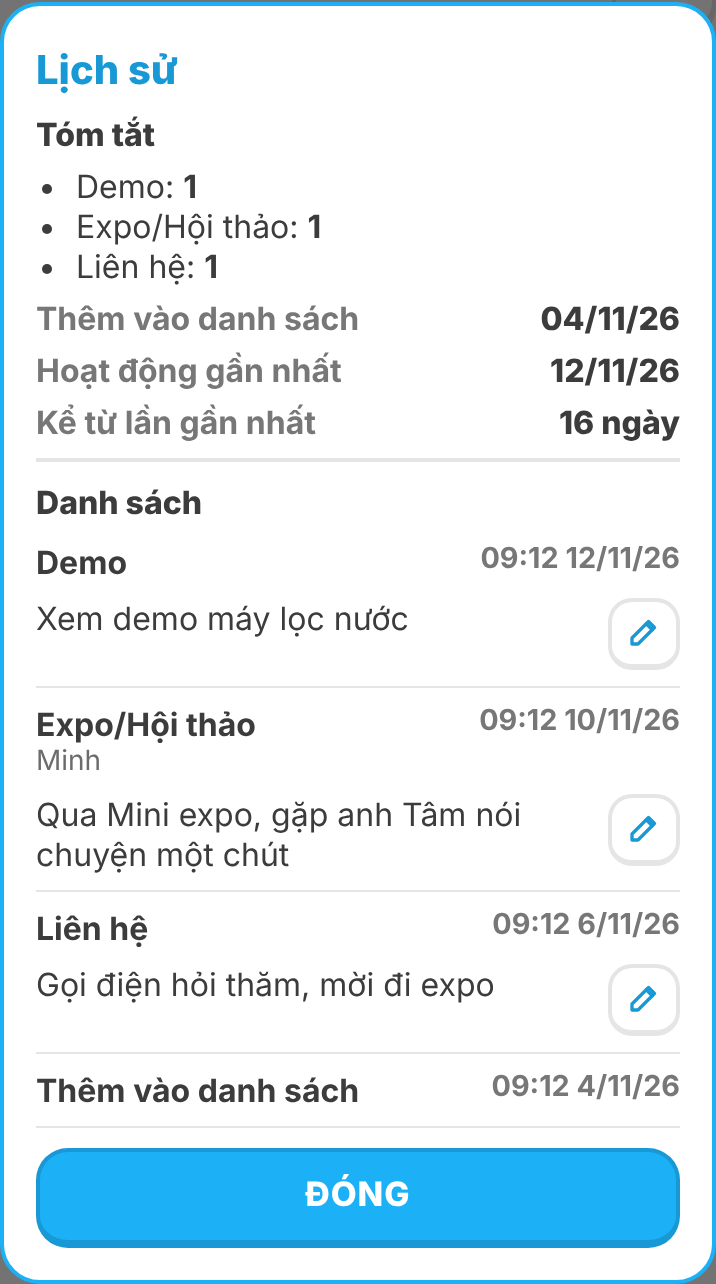 Lịch sử
Tóm tắt
• Demo: 1
• Expo/Hội thảo: 1
• Liên hệ: 1
Thêm vào danh sách 04/11/26
Hoạt động gần nhất 12/11/26
Kể từ lần gần nhất 16 ngày
Danh sách
Demo 09:12 12/11/26
Xem demo máy lọc nước
Expo/Hội thảo 09:12 10/11/26
Minh
Qua Mini expo, gặp anh Tâm nói
chuyện một chút
Liên hệ 09:12 6/11/26
Gọi điện hỏi thăm, mời đi expo
Thêm vào danh sách 09:12 4/11/26
ĐÓNG